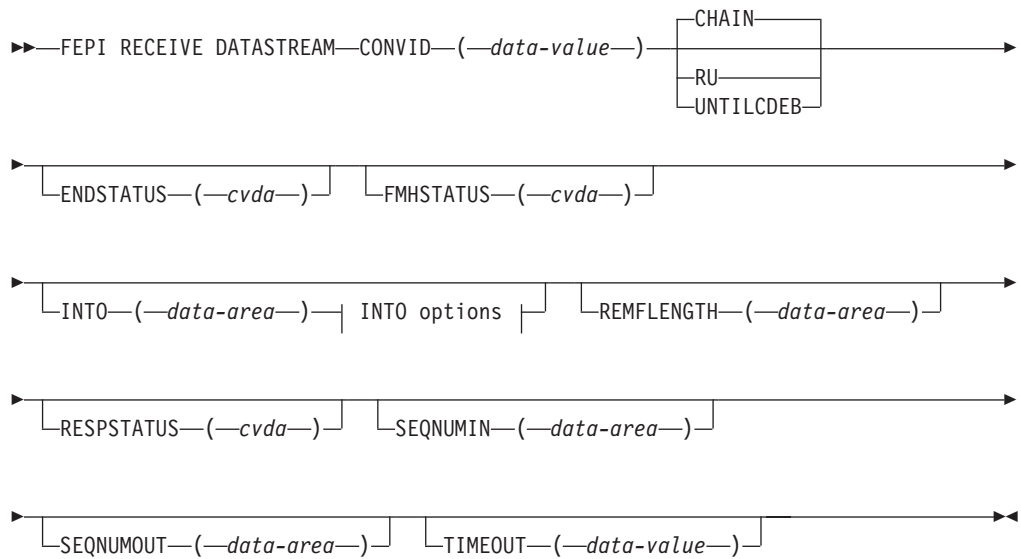 CHAIN
FEPI RECEIVE DATASTREAM CONVID ( data-value )
RU
UNTILCDEB
ENDSTATUS ( cvda ) FMHSTATUS ( cvda )
INTO ( data-area ) INTO options REMFLENGTH ( data-area )
RESPSTATUS ( cvda ) SEQNUMIN ( data-area )
SEQNUMOUT ( data-area ) TIMEOUT ( data-value )